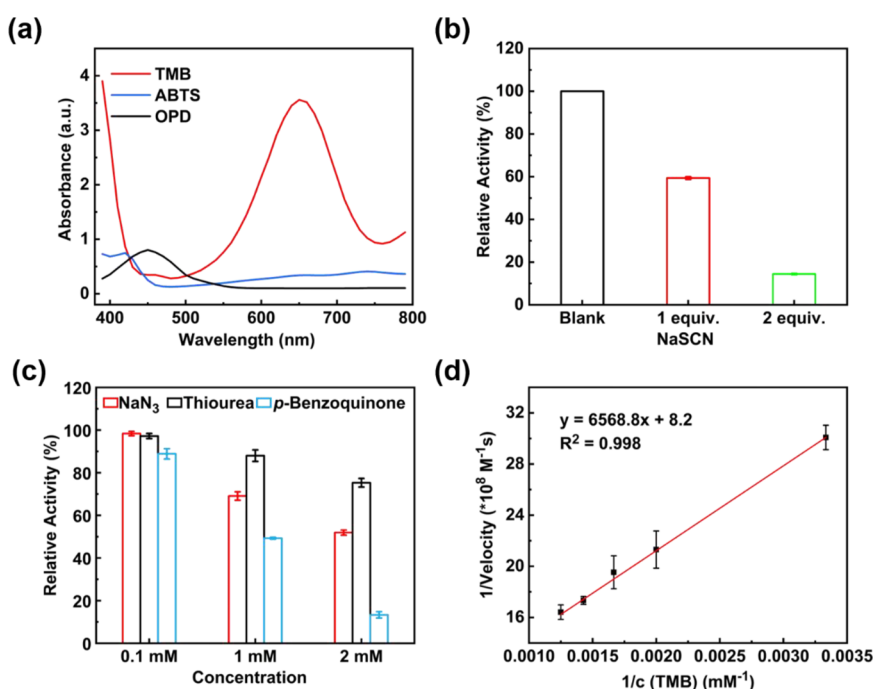 (a)
Absorbance (a.u.)
4
3
2
1
0
TMB
ABTS
OPD
400 500 600 700 800
Wavelength (nm)
(b)
Relative Activity (%)
120
100
80
60
40
20
0
Blank 1 equiv. 2 equiv.
NaSCN
(c)
Relative Activity (%)
120
100
80
60
40
20
0
NaN₃ Thiourea p-Benzoquinone
0.1 mM 1 mM 2 mM
Concentration
(d)
1/Velocity (*10⁸ M⁻¹s)
32
28
24
20
16
y = 6568.8x + 8.2
R² = 0.998
0.0010 0.0015 0.0020 0.0025 0.0030 0.0035
1/c (TMB) (mM⁻¹)